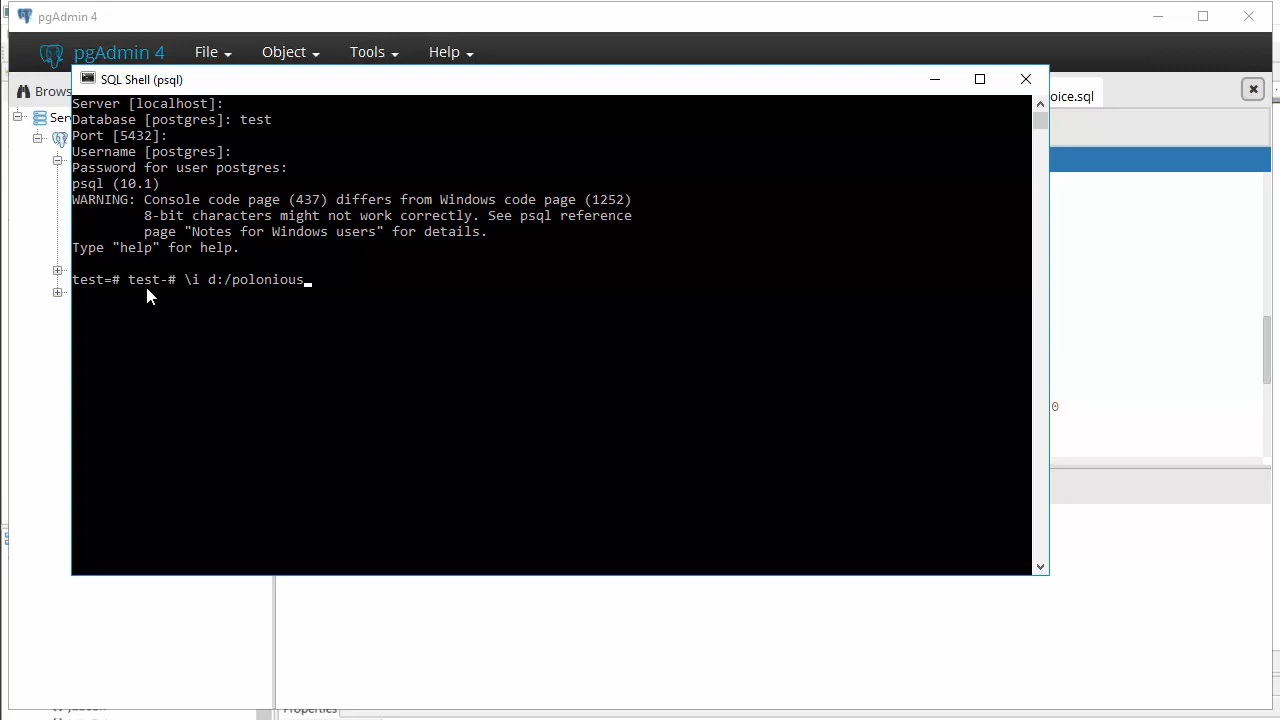 pgAdmin 4
pgAdmin 4 File Object Tools Help
SQL Shell (psql)
Brows
oice.sql
Server [localhost]:
Database [postgres]: test
Port [5432]:
Username [postgres]:
Password for user postgres:
psql (10.1)
WARNING: Console code page (437) differs from Windows code page (1252)
8-bit characters might not work correctly. See psql reference
page "Notes for Windows users" for details.
Type "help" for help.
test=# test-# \i d:/polonious
Ser
0
Properties